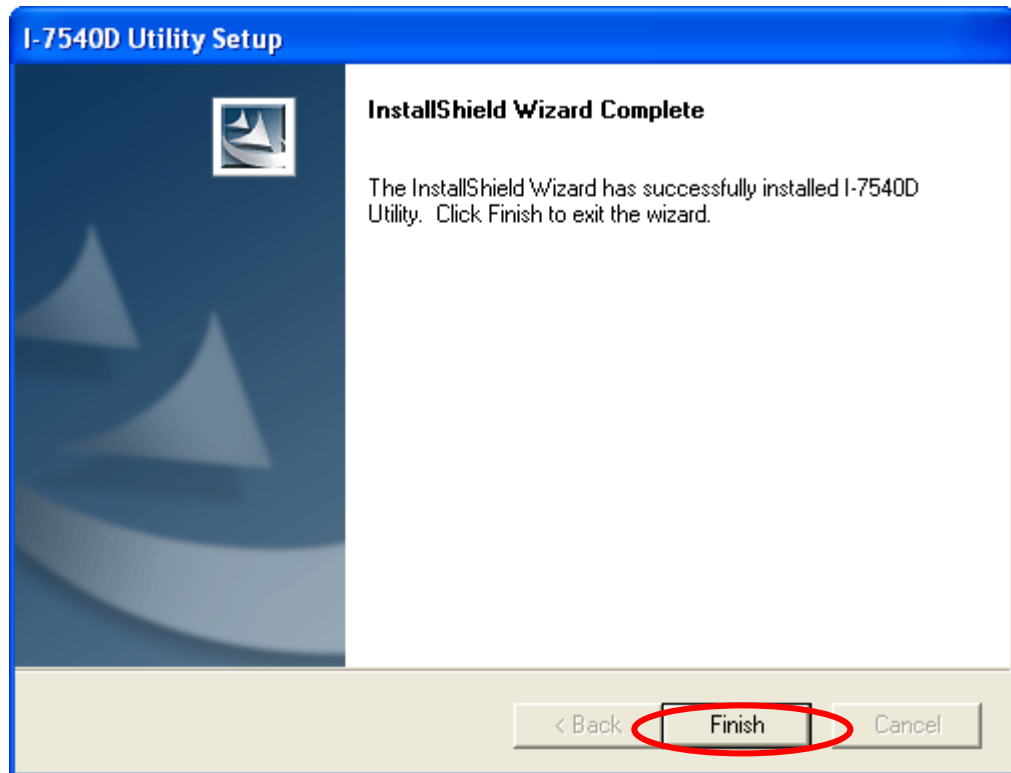 I-7540D Utility Setup
InstallShield Wizard Complete
The InstallShield Wizard has successfully installed I-7540D
Utility.  Click Finish to exit the wizard.
< Back
Finish
Cancel